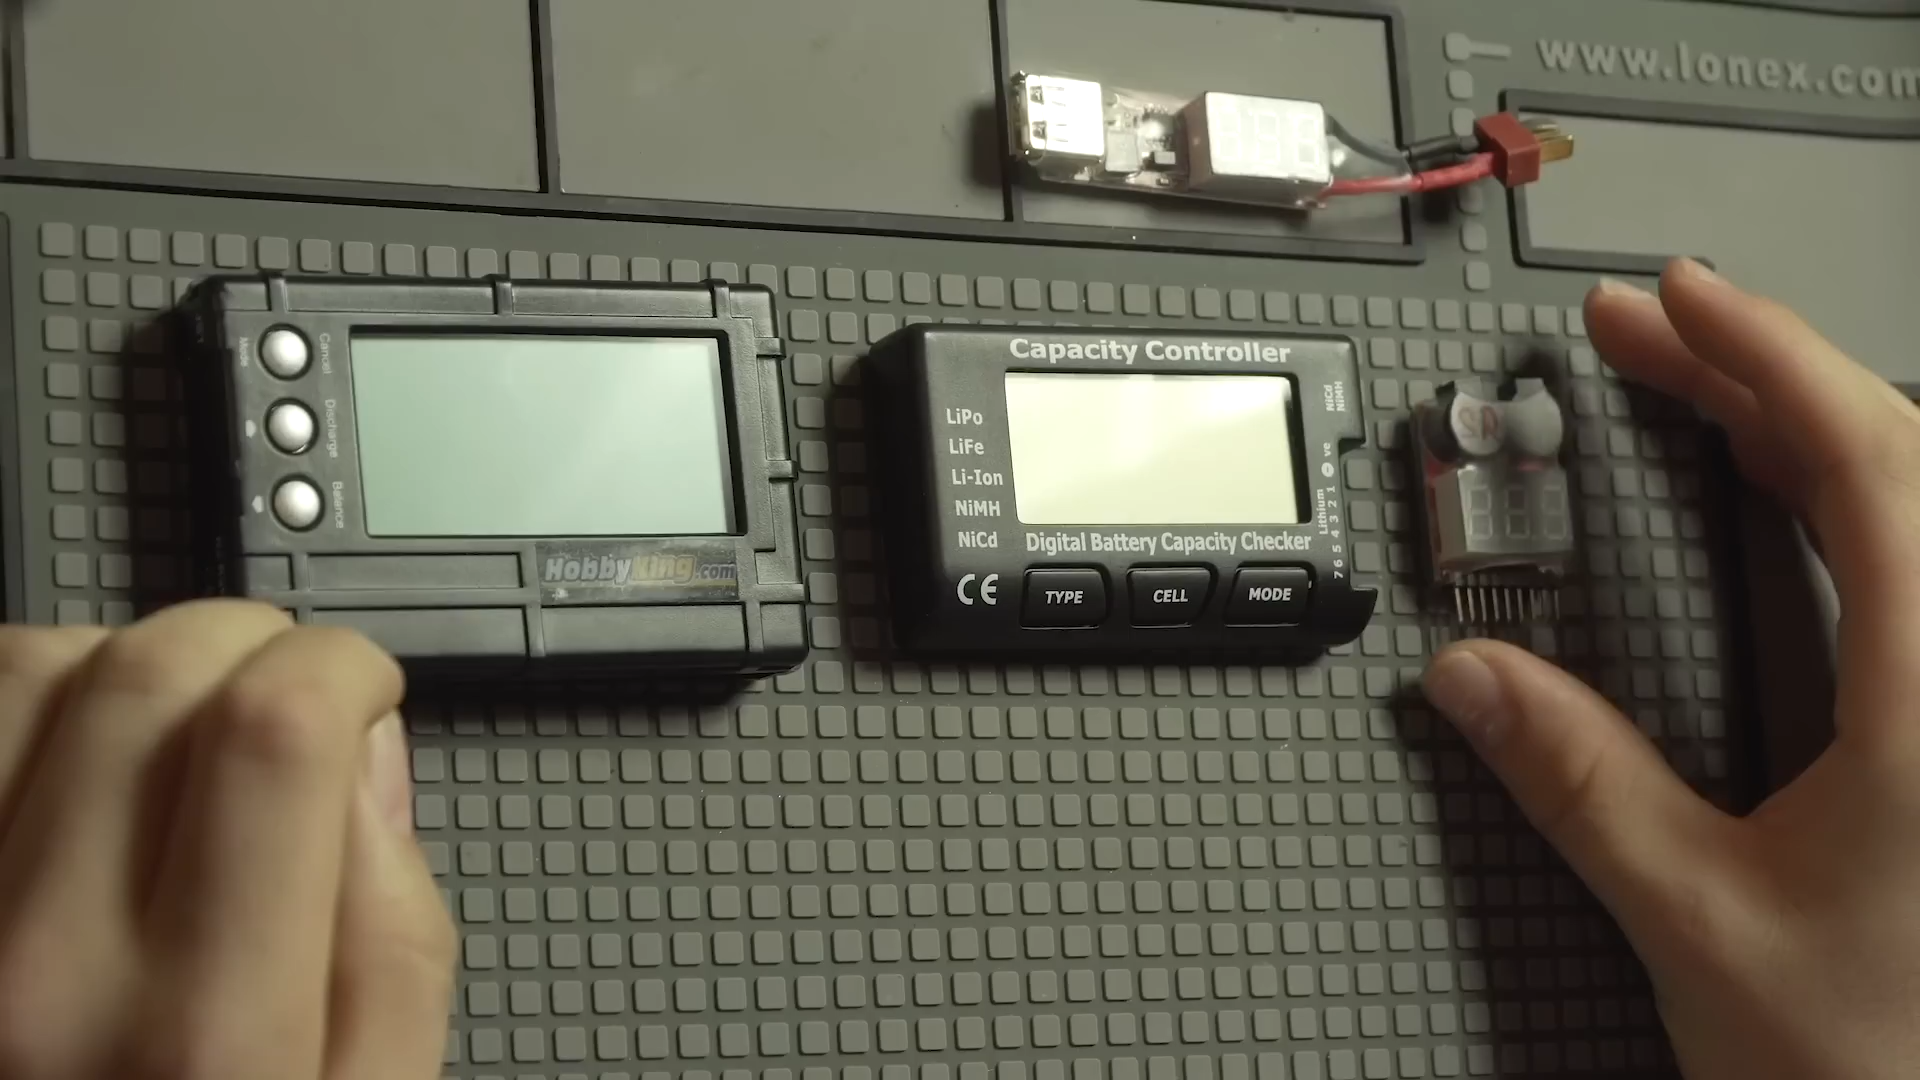 www.lonex.com
Cancel
Mode
Discharge
Balance
HobbyKing.com
Capacity Controller
LiPo
LiFe
Li-Ion
NiMH
NiCd
NiCd
NiMH
ve
Lithium
7 6 5 4 3 2 1
Digital Battery Capacity Checker
CE
TYPE
CELL
MODE
SR